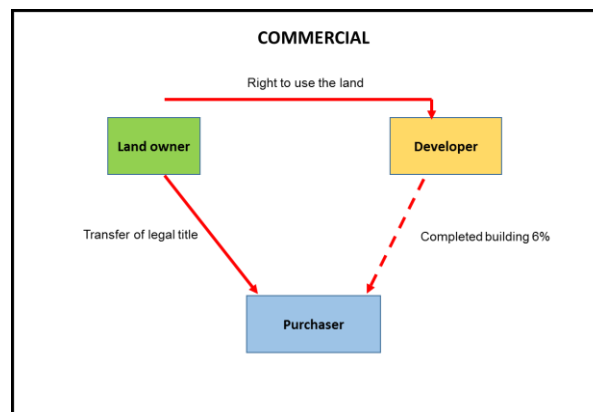 COMMERCIAL
Right to use the land
Land owner
Developer
Transfer of legal title
Completed building 6%
Purchaser